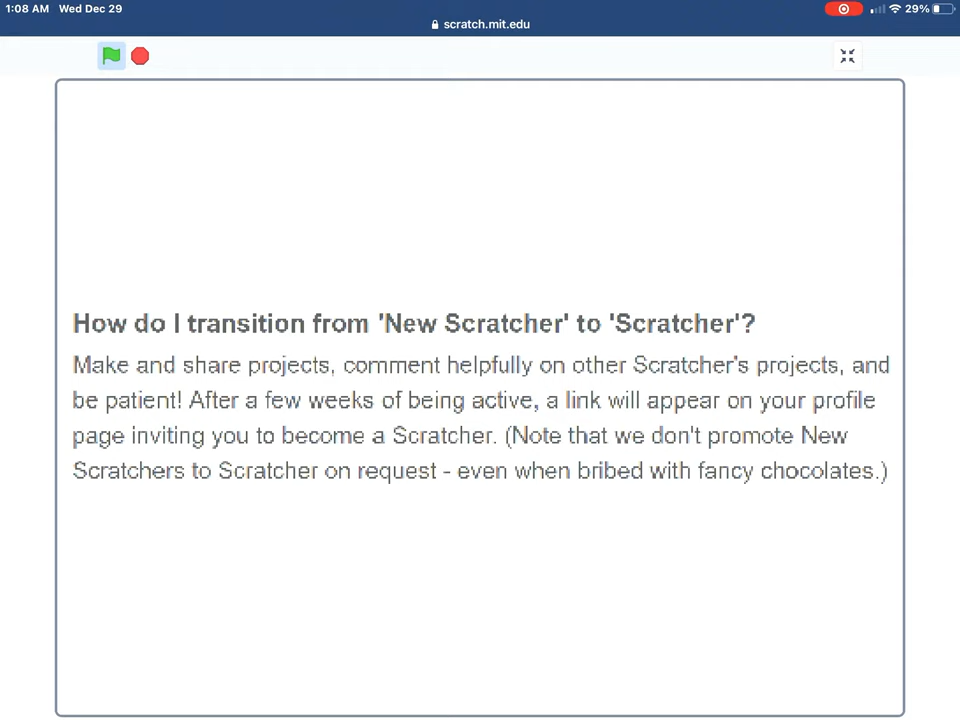 1:08 AM Wed Dec 29
29%
scratch.mit.edu
How do I transition from 'New Scratcher' to 'Scratcher'?
Make and share projects, comment helpfully on other Scratcher's projects, and
be patient! After a few weeks of being active, a link will appear on your profile
page inviting you to become a Scratcher. (Note that we don't promote New
Scratchers to Scratcher on request - even when bribed with fancy chocolates.)